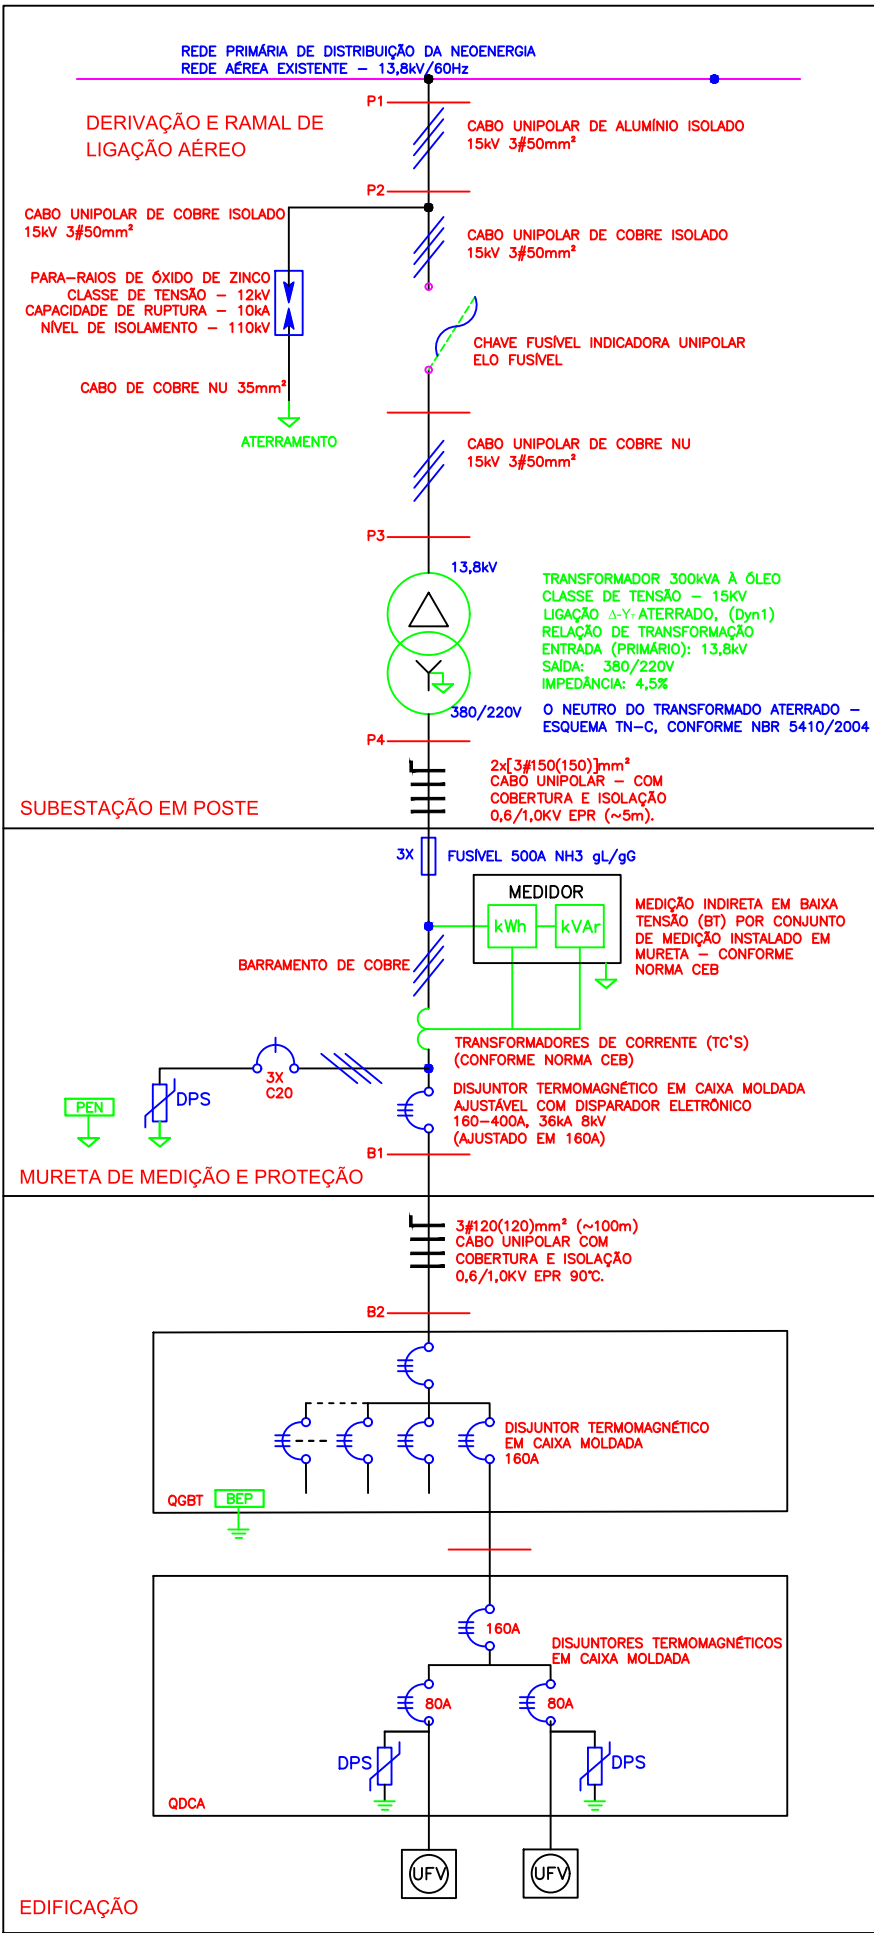 REDE PRIMÁRIA DE DISTRIBUIÇÃO DA NEOENERGIA
REDE AÉREA EXISTENTE – 13,8kV/60Hz
P1
DERIVAÇÃO E RAMAL DE
LIGAÇÃO AÉREO
CABO UNIPOLAR DE ALUMÍNIO ISOLADO
15kV 3#50mm²
P2
CABO UNIPOLAR DE COBRE ISOLADO
15kV 3#50mm²
CABO UNIPOLAR DE COBRE ISOLADO
15kV 3#50mm²
PARA–RAIOS DE ÓXIDO DE ZINCO
CLASSE DE TENSÃO – 12kV
CAPACIDADE DE RUPTURA – 10kA
NÍVEL DE ISOLAMENTO – 110kV
CHAVE FUSÍVEL INDICADORA UNIPOLAR
ELO FUSÍVEL
CABO DE COBRE NU 35mm²
ATERRAMENTO
CABO UNIPOLAR DE COBRE NU
15kV 3#50mm²
P3
13,8kV
TRANSFORMADOR 300kVA À ÓLEO
CLASSE DE TENSÃO – 15KV
LIGAÇÃO Δ-Y ATERRADO, (Dyn1)
RELAÇÃO DE TRANSFORMAÇÃO
ENTRADA (PRIMÁRIO): 13,8kV
SAÍDA: 380/220V
IMPEDÂNCIA: 4,5%
380/220V
O NEUTRO DO TRANSFORMADO ATERRADO –
ESQUEMA TN–C, CONFORME NBR 5410/2004
P4
2x[3#150(150)]mm²
CABO UNIPOLAR – COM
COBERTURA E ISOLAÇÃO
0,6/1,0KV EPR (~5m).
SUBESTAÇÃO EM POSTE
3X
FUSÍVEL 500A NH3 gL/gG
MEDIDOR
kWh
kVAr
MEDIÇÃO INDIRETA EM BAIXA
TENSÃO (BT) POR CONJUNTO
DE MEDIÇÃO INSTALADO EM
MURETA – CONFORME
NORMA CEB
BARRAMENTO DE COBRE
TRANSFORMADORES DE CORRENTE (TC'S)
(CONFORME NORMA CEB)
3X
C20
DPS
PEN
DISJUNTOR TERMOMAGNÉTICO EM CAIXA MOLDADA
AJUSTÁVEL COM DISPARADOR ELETRÔNICO
160–400A, 36kA 8kV
(AJUSTADO EM 160A)
B1
MURETA DE MEDIÇÃO E PROTEÇÃO
3#120(120)mm² (~100m)
CABO UNIPOLAR COM
COBERTURA E ISOLAÇÃO
0,6/1,0KV EPR 90°C.
B2
DISJUNTOR TERMOMAGNÉTICO
EM CAIXA MOLDADA
160A
QGBT
BEP
160A
DISJUNTORES TERMOMAGNÉTICOS
EM CAIXA MOLDADA
80A
80A
DPS
DPS
QDCA
UFV
UFV
EDIFICAÇÃO